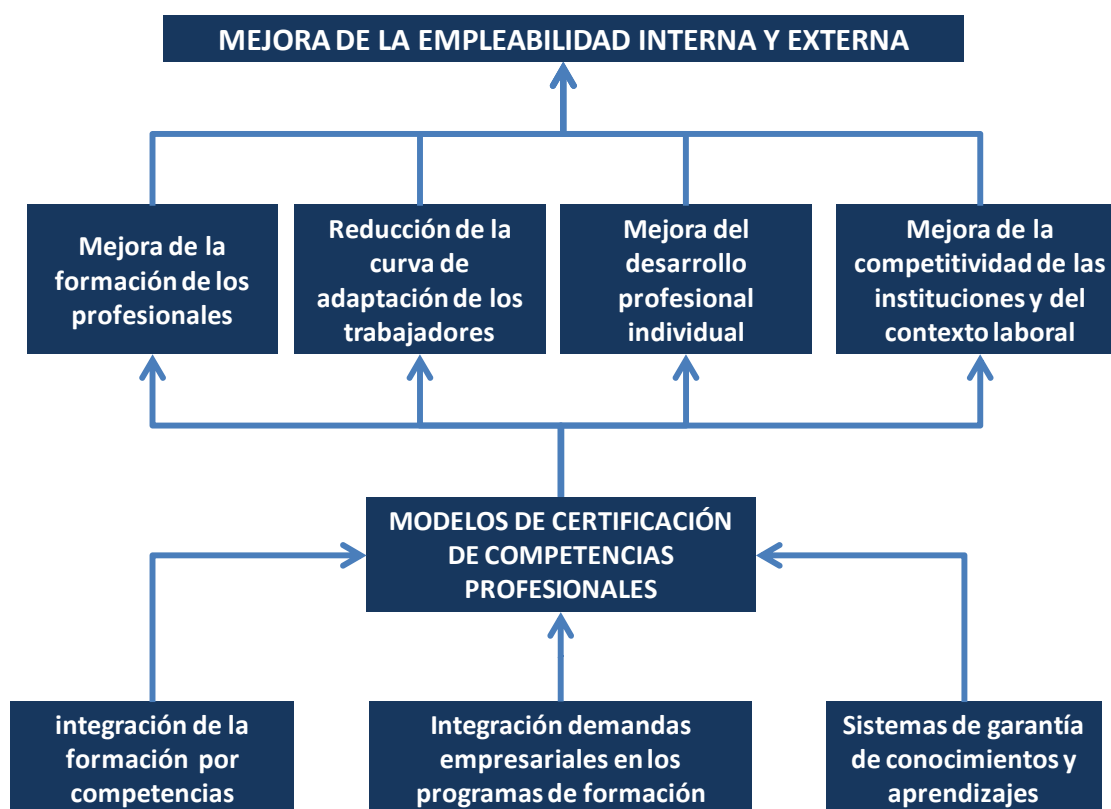 MEJORA DE LA EMPLEABILIDAD INTERNA Y EXTERNA
Mejora de la
formación de los
profesionales
Reducción de la
curva de
adaptación de los
trabajadores
Mejora del
desarrollo
profesional
individual
Mejora de la
competitividad de las
instituciones y del
contexto laboral
MODELOS DE CERTIFICACIÓN
DE COMPETENCIAS
PROFESIONALES
integración de la
formación por
competencias
Integración demandas
empresariales en los
programas de formación
Sistemas de garantía
de conocimientos y
aprendizajes